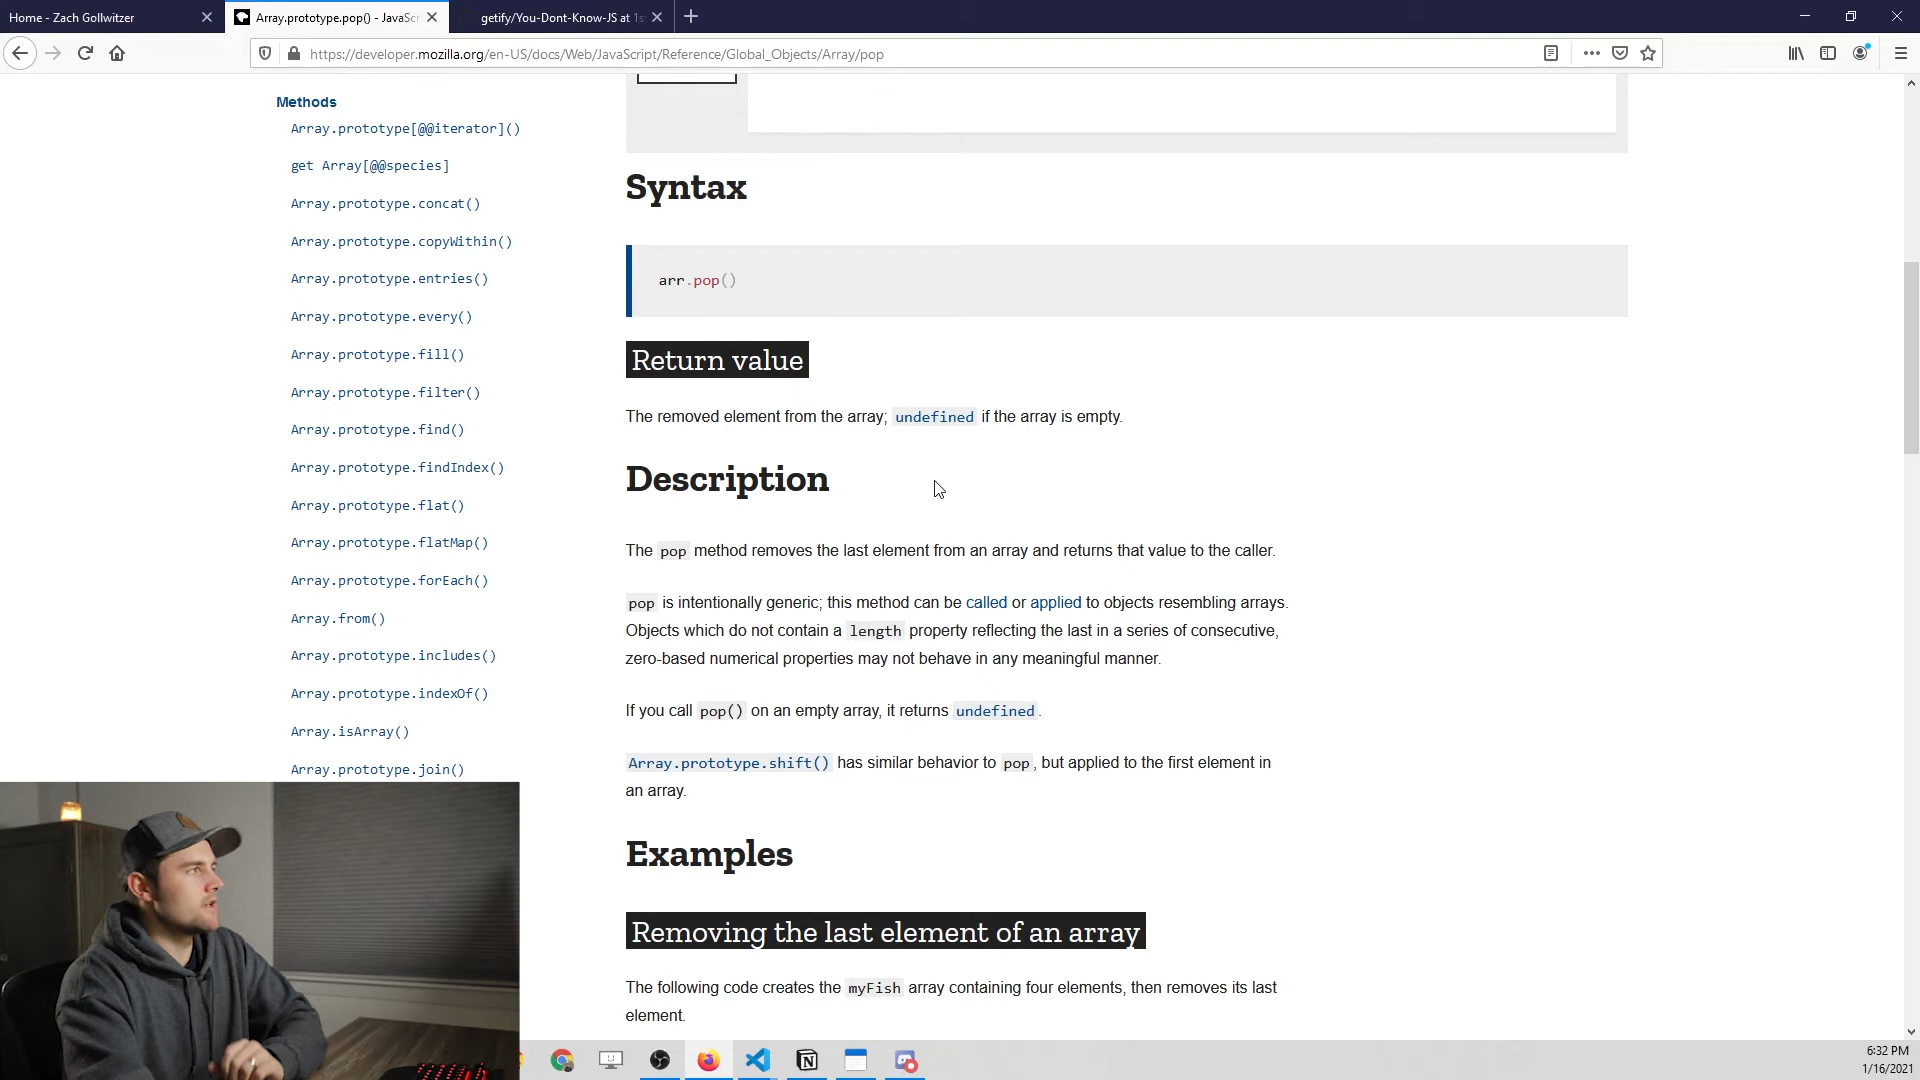 Home - Zach Gollwitzer
Array.prototype.pop() - JavaScr
getify/You-Dont-Know-JS at 1s
https://developer.mozilla.org/en-US/docs/Web/JavaScript/Reference/Global_Objects/Array/pop
Methods
Array.prototype[@@iterator]()
get Array[@@species]
Array.prototype.concat()
Array.prototype.copyWithin()
Array.prototype.entries()
Array.prototype.every()
Array.prototype.fill()
Array.prototype.filter()
Array.prototype.find()
Array.prototype.findIndex()
Array.prototype.flat()
Array.prototype.flatMap()
Array.prototype.forEach()
Array.from()
Array.prototype.includes()
Array.prototype.indexOf()
Array.isArray()
Array.prototype.join()
Syntax
arr.pop()
Return value
The removed element from the array; undefined if the array is empty.
Description
The pop method removes the last element from an array and returns that value to the caller.
pop is intentionally generic; this method can be called or applied to objects resembling arrays.
Objects which do not contain a length property reflecting the last in a series of consecutive,
zero-based numerical properties may not behave in any meaningful manner.
If you call pop() on an empty array, it returns undefined.
Array.prototype.shift() has similar behavior to pop, but applied to the first element in
an array.
Examples
Removing the last element of an array
The following code creates the myFish array containing four elements, then removes its last
element.
6:32 PM
1/16/2021